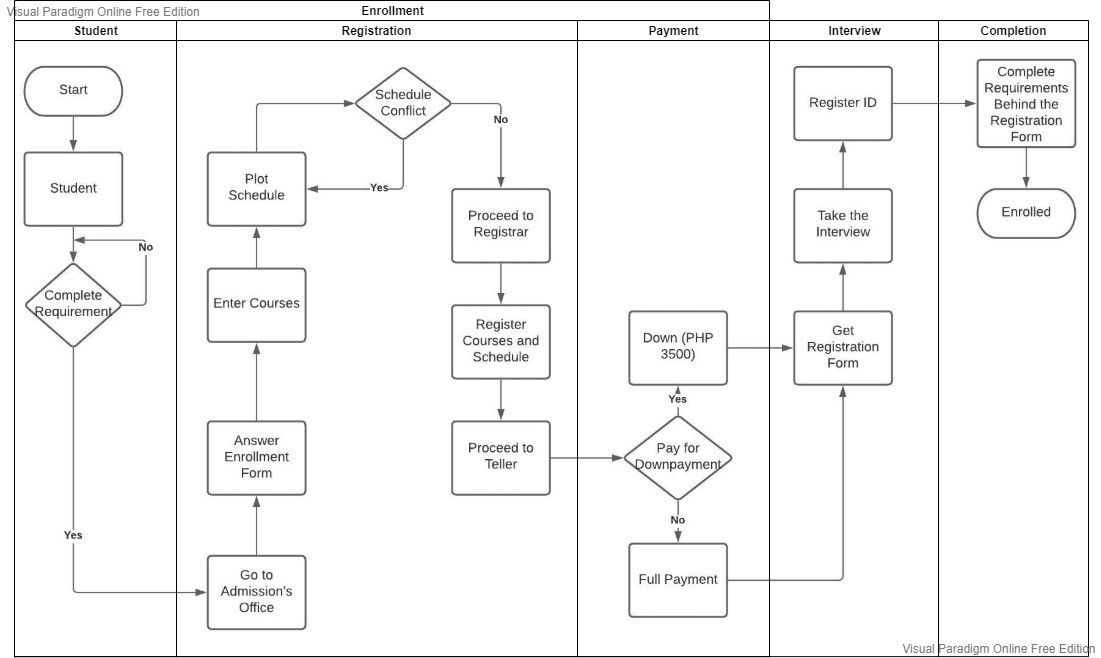 Visual Paradigm Online Free Edition
Enrollment
Student
Registration
Payment
Interview
Completion
Start
Student
No
Complete
Requirement
Yes
Schedule
Conflict
No
Yes
Plot
Schedule
Enter Courses
Answer
Enrollment
Form
Go to
Admission's
Office
Proceed to
Registrar
Register
Courses and
Schedule
Proceed to
Teller
Down (PHP
3500)
Yes
Pay for
Downpayment
No
Full Payment
Register ID
Take the
Interview
Get
Registration
Form
Complete
Requirements
Behind the
Registration
Form
Enrolled
Visual Paradigm Online Free Edition